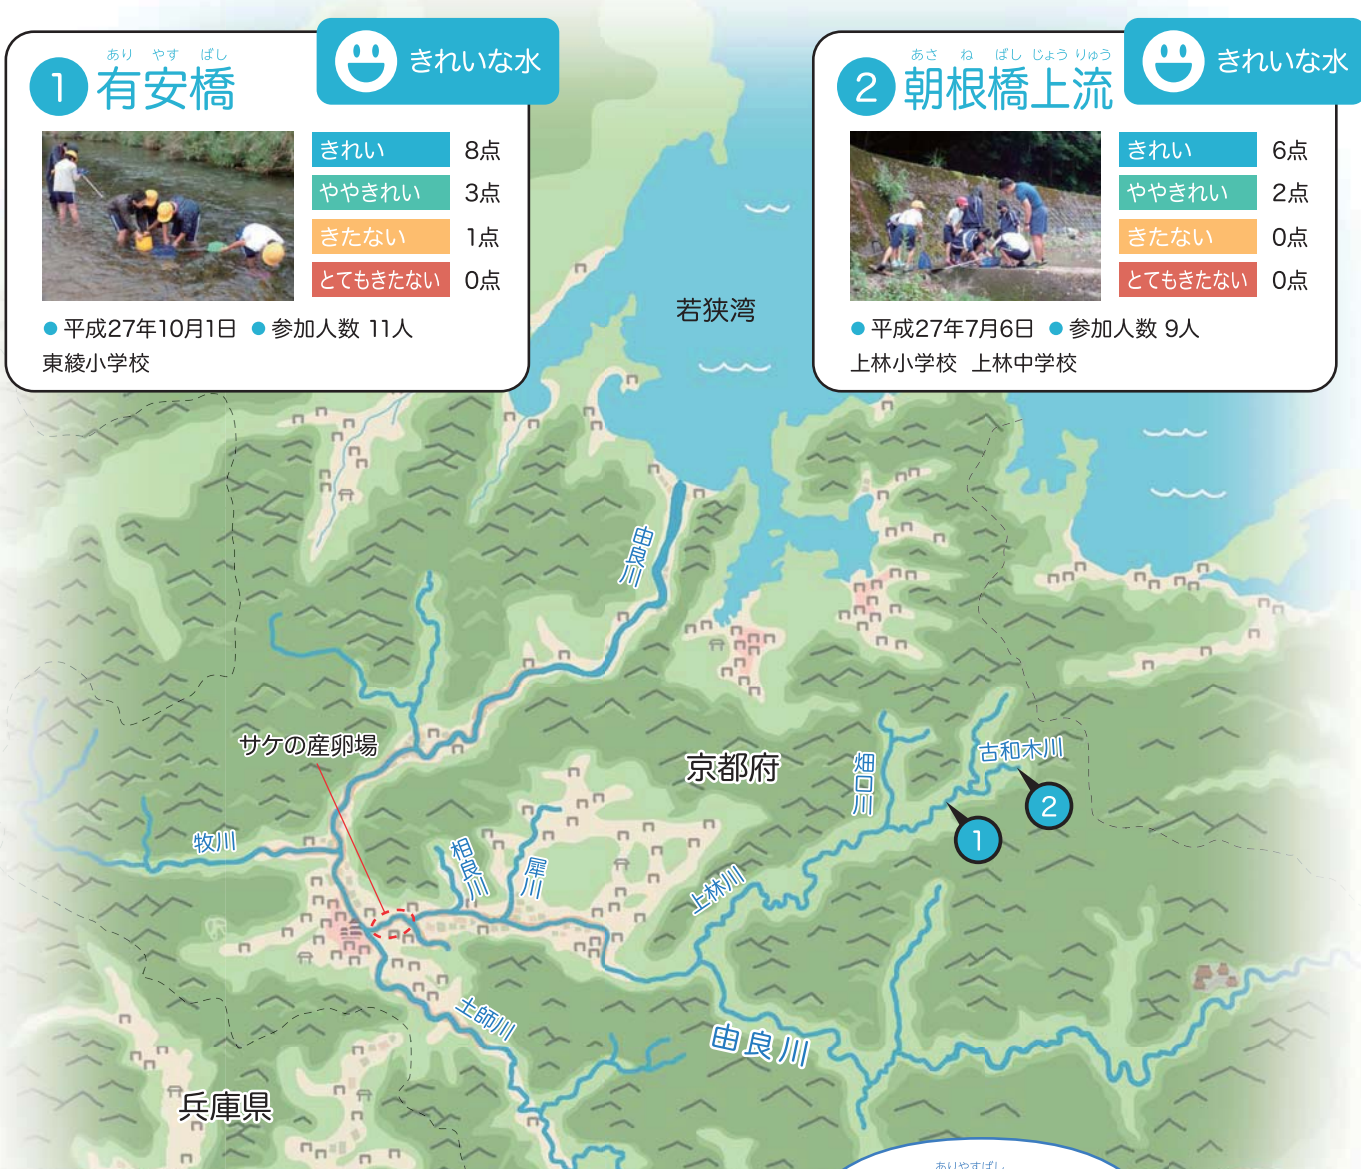 あり やす ばし
1 有安橋
きれいな水
きれい 8点
ややきれい 3点
きたない 1点
とてもきたない 0点
● 平成27年10月1日 ● 参加人数 11人
東綾小学校
あさ ね ばし じょう りゅう
2 朝根橋上流
きれいな水
きれい 6点
ややきれい 2点
きたない 0点
とてもきたない 0点
● 平成27年7月6日 ● 参加人数 9人
上林小学校 上林中学校
若狭湾
由良川
サケの産卵場
京都府
畑口川
古和木川
2
1
牧川
相良川
犀川
上林川
土師川
由良川
兵庫県
ありやすばし